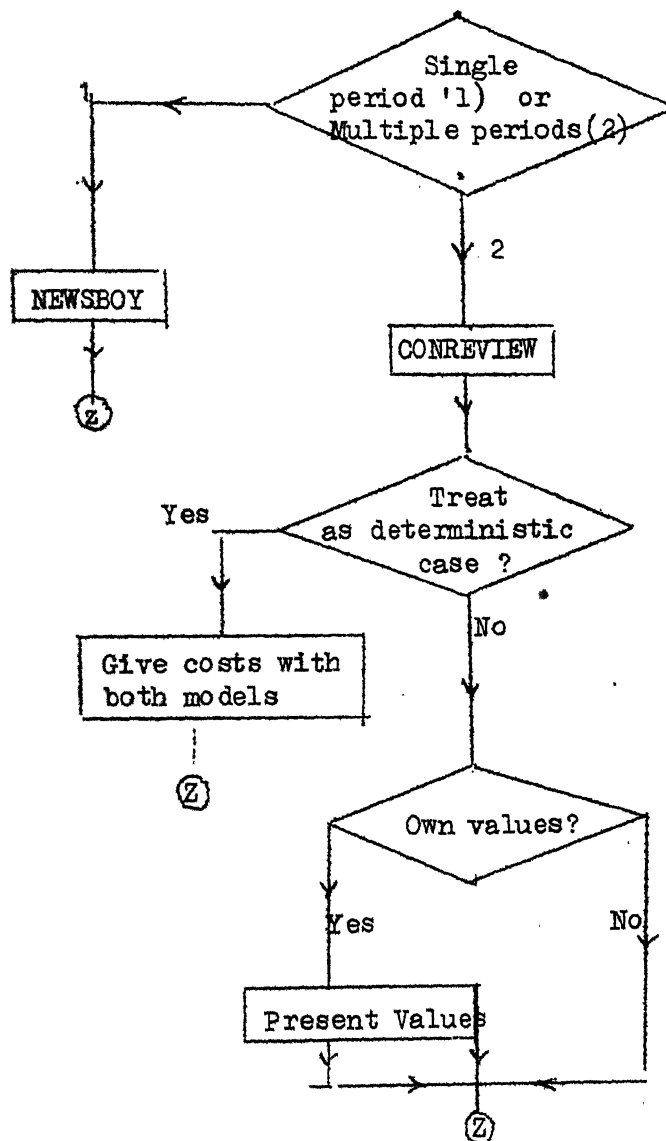 Single
period '1) or
Multiple periods(2)
1
2
NEWSBOY
CONREVIEW
z
Treat
as deterministic
case ?
Yes
No
Give costs with
both models
Z
Own values?
Yes
No
Present Values
Z